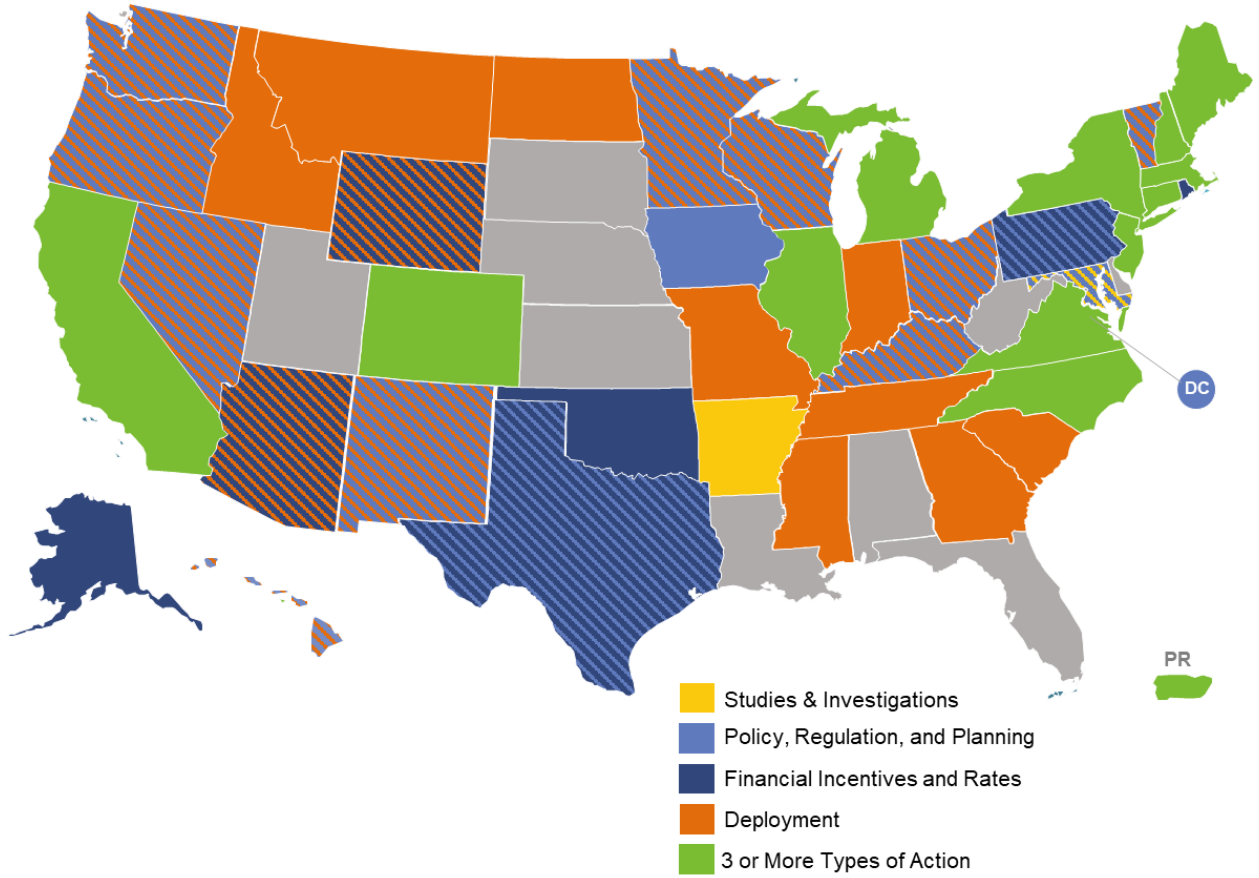 DC
PR
Studies & Investigations
Policy, Regulation, and Planning
Financial Incentives and Rates
Deployment
3 or More Types of Action